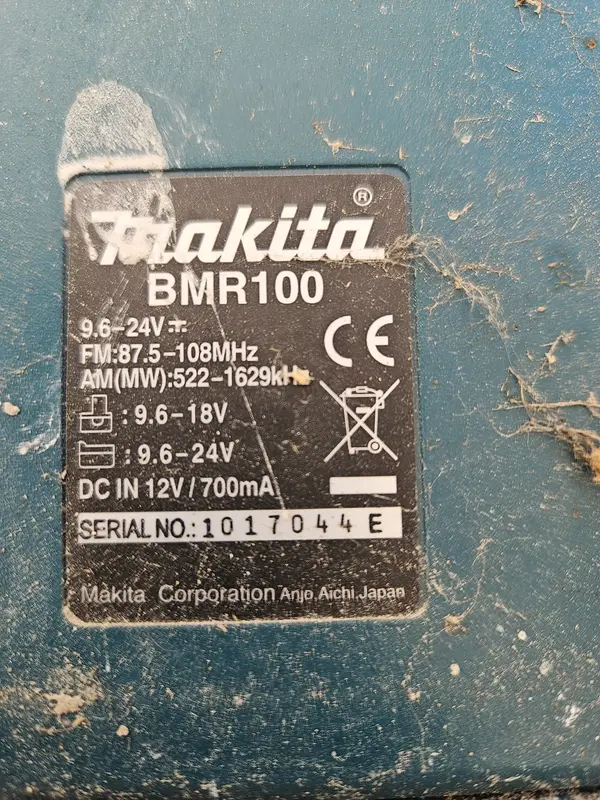 makita®
BMR100
9.6-24V⎓
FM:87.5-108MHz
AM(MW):522-1629kHz
CE
:9.6-18V
:9.6-24V
DC IN 12V/700mA
SERIAL NO.:1017044 E
Makita Corporation Anjo,Aichi,Japan